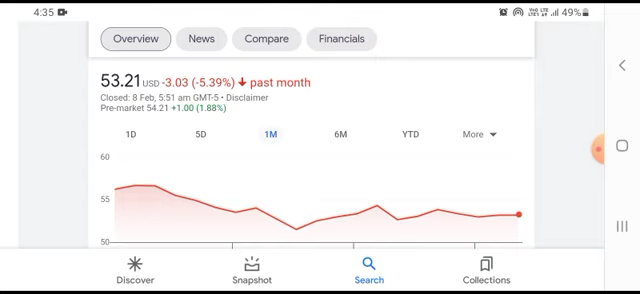 4:35 49%
Overview News Compare Financials
53.21 USD -3.03 (-5.39%) past month
Closed: 8 Feb, 5:51 am GMT-5 • Disclaimer
Pre-market 54.21 +1.00 (1.88%)
1D 5D 1M 6M YTD More
60
55
50
Discover Snapshot Search Collections